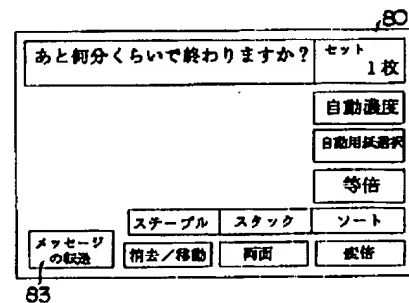 80
あと何分くらいで終わりますか?
セット
1枚
自動濃度
自動用紙選択
等倍
ステープル スタック ソート
メッセージ
の転送
消去/移動 両面 変倍
83